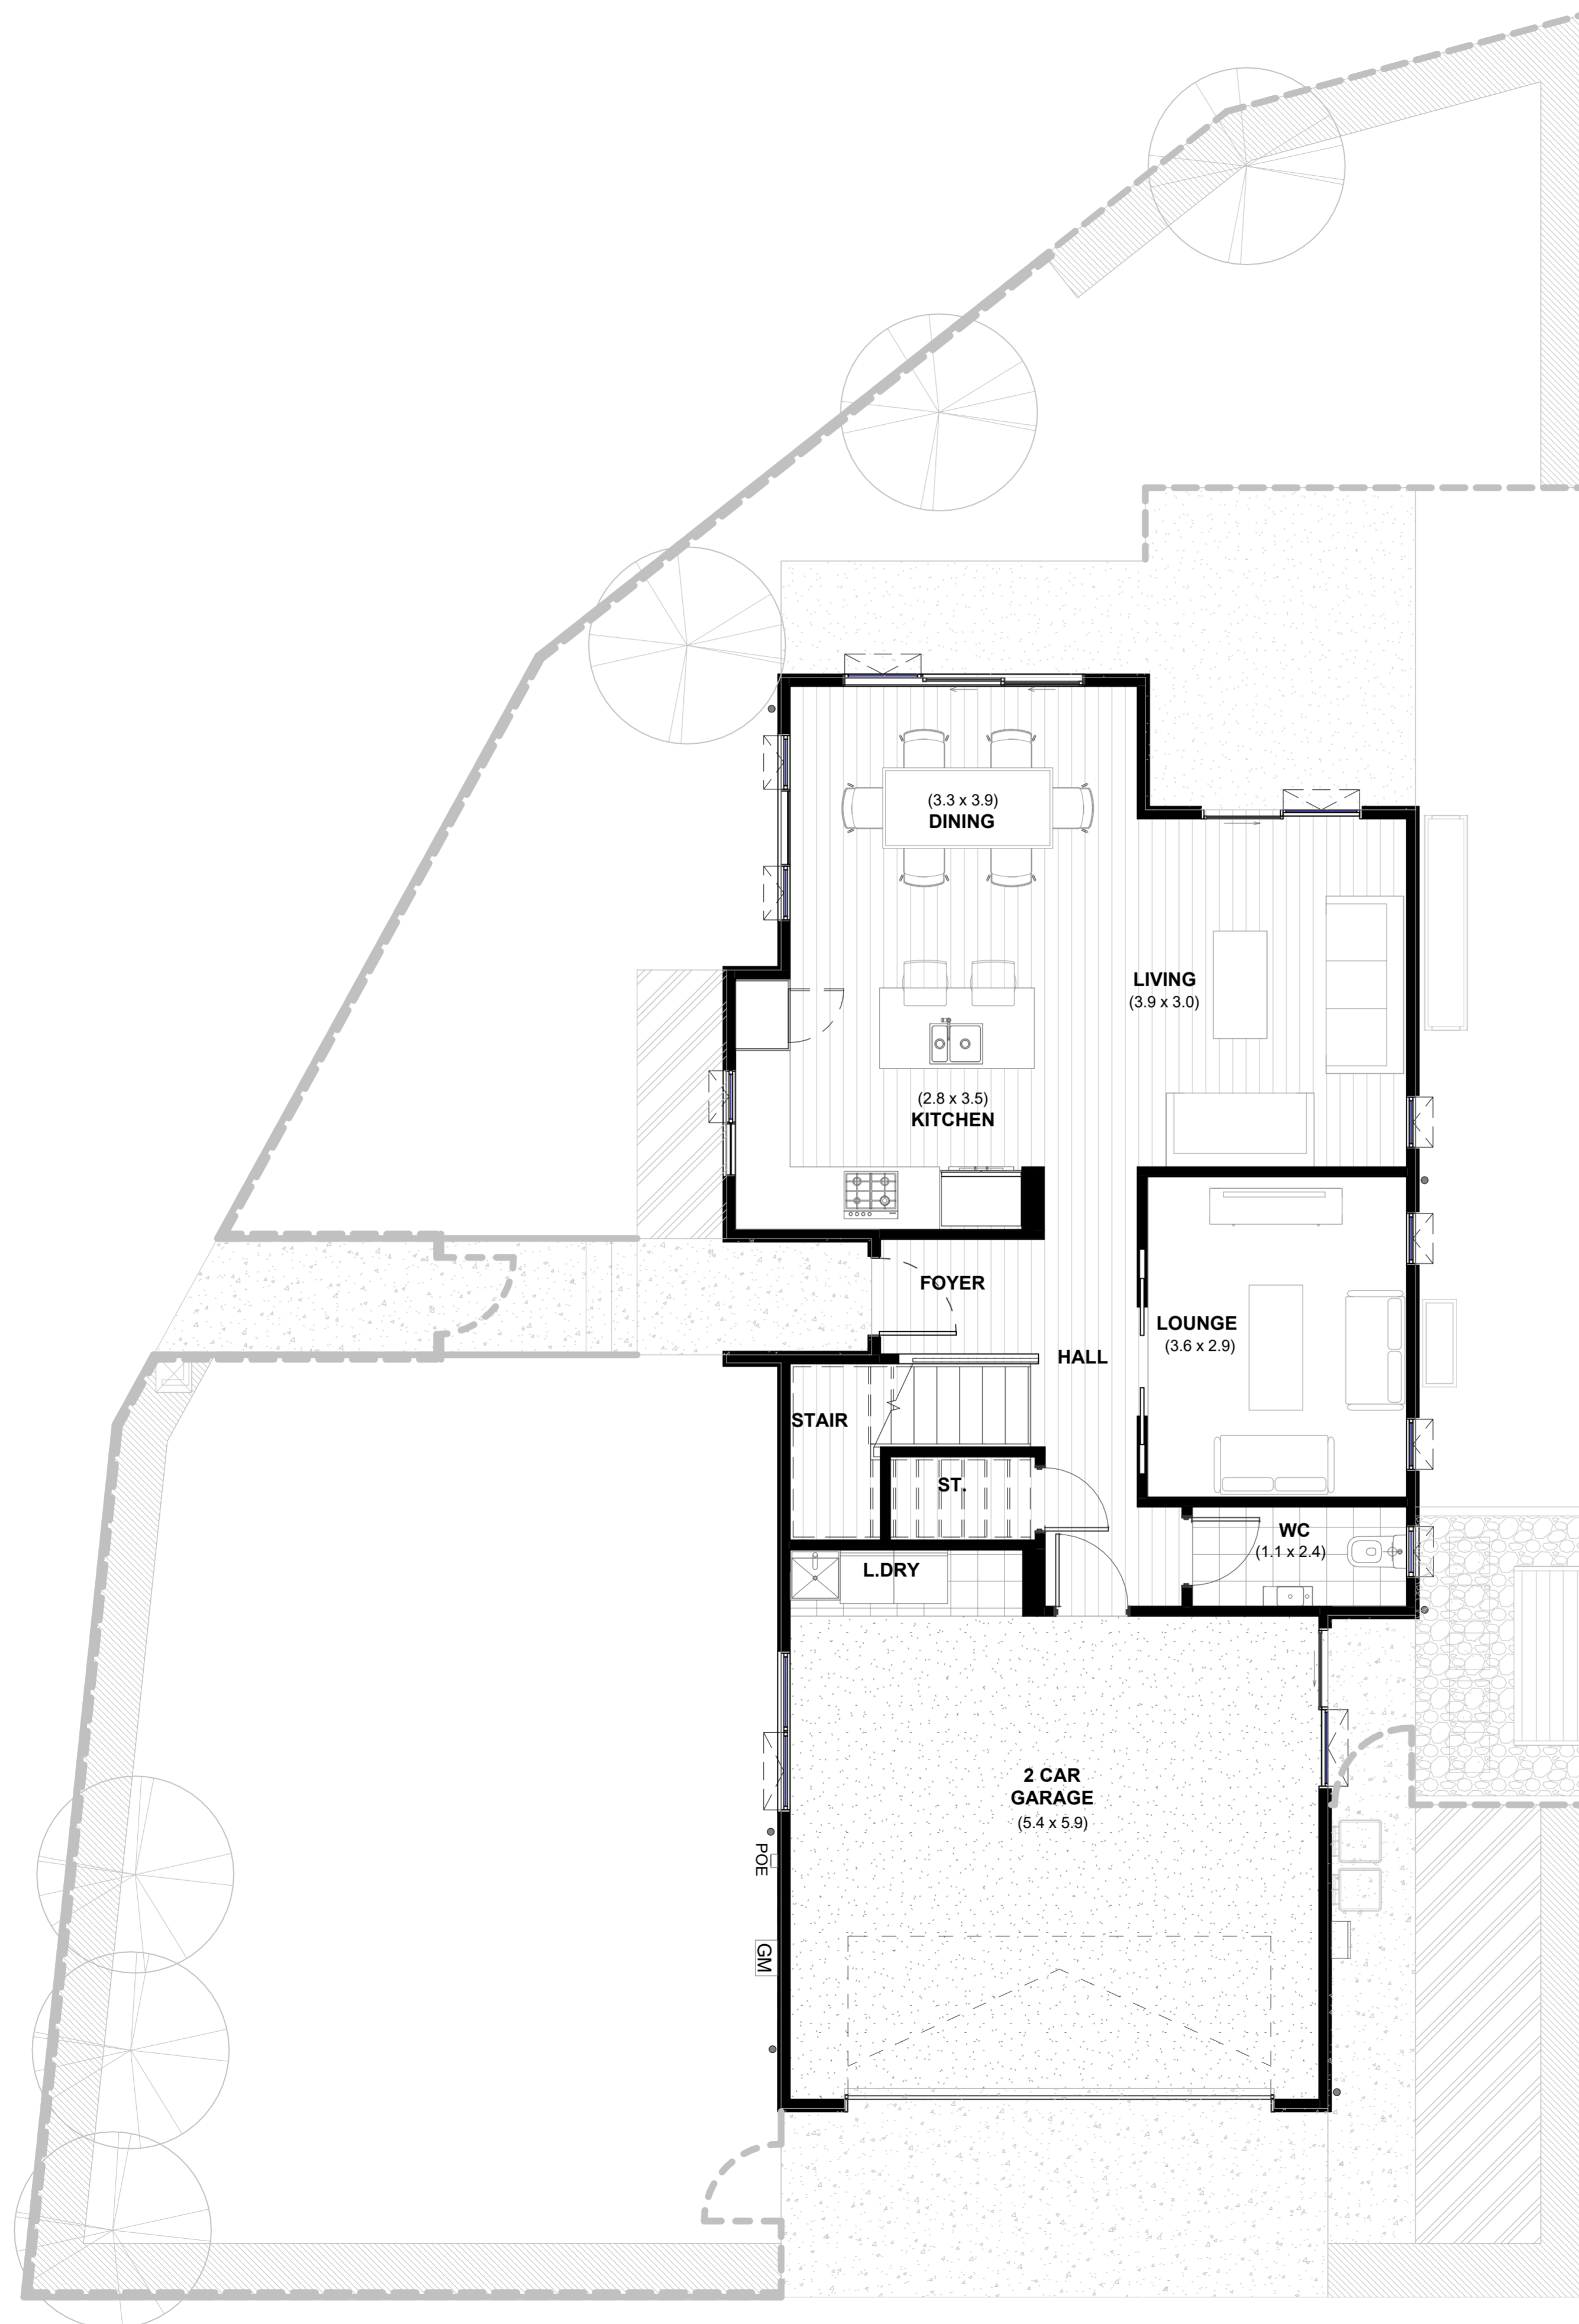 (3.3 x 3.9)
DINING
LIVING
(3.9 x 3.0)
(2.8 x 3.5)
KITCHEN
FOYER
LOUNGE
(3.6 x 2.9)
HALL
STAIR
ST.
WC
(1.1 x 2.4)
L.DRY
2 CAR
GARAGE
(5.4 x 5.9)
POE
GM